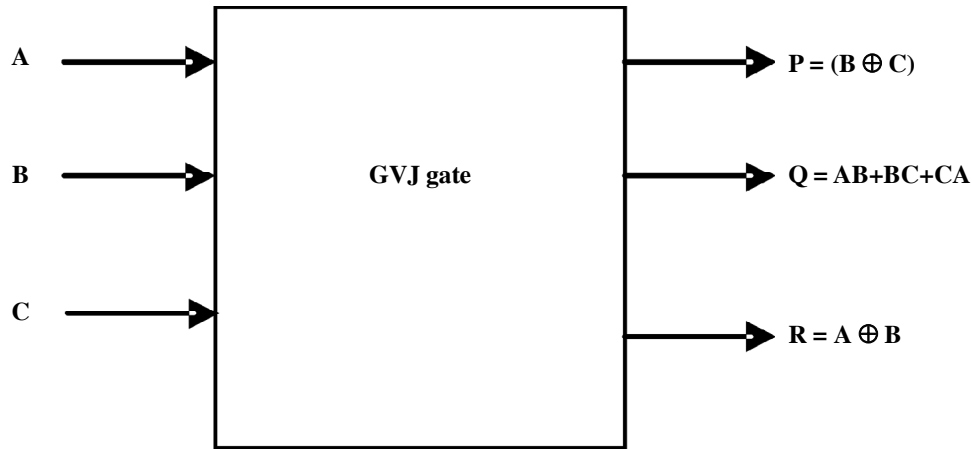 A
P = (B ⊕ C)
B
GVJ gate
Q = AB+BC+CA
C
R = A ⊕ B